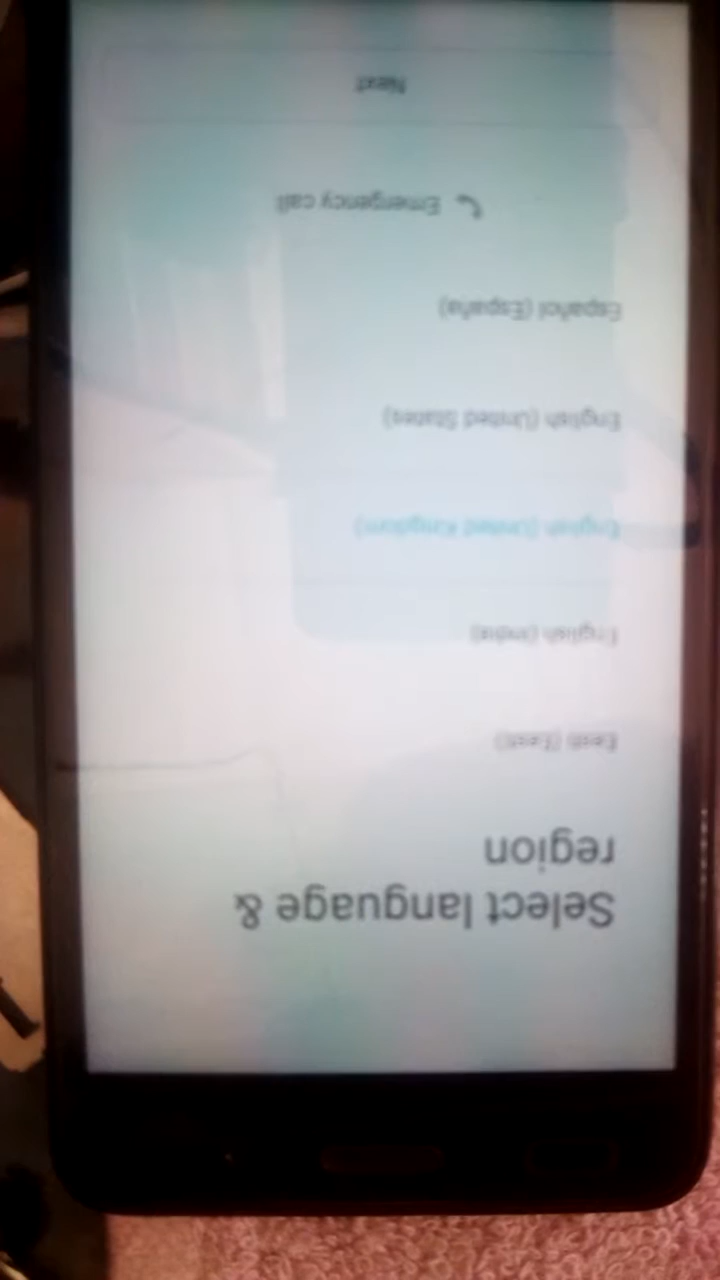 Select language &
region
Eesti (Eesti)
English (India)
English (United Kingdom)
English (United States)
Español (España)
Emergency call
Next